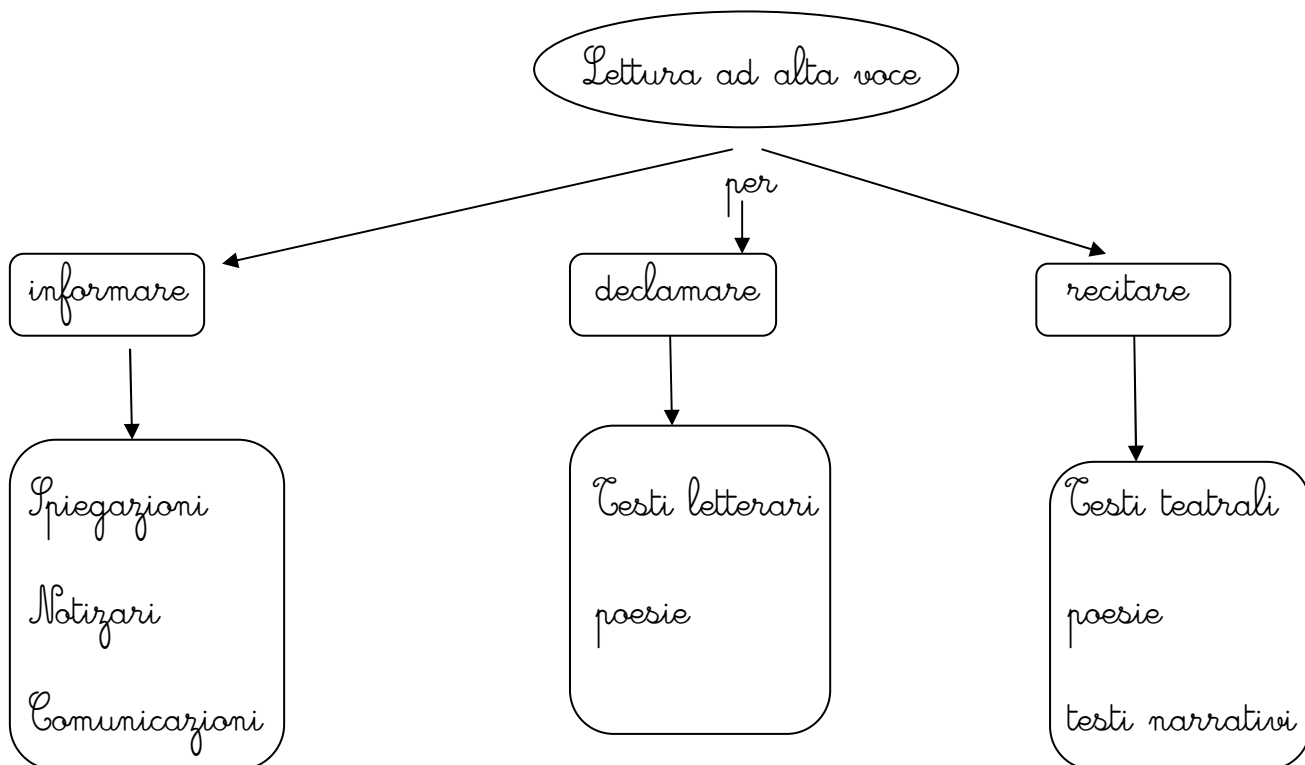 Lettura ad alta voce
per
informare
declamare
recitare
Spiegazioni
Notizari
Comunicazioni
Testi letterari
poesie
Testi teatrali
poesie
testi narrativi